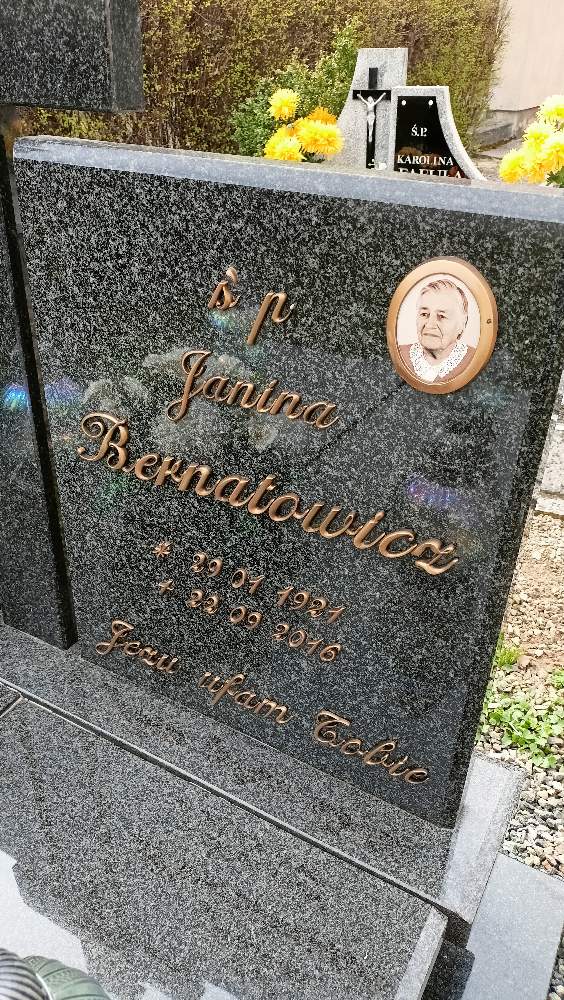 Ś.P.
KAROLINA
ś p
Janina
Bernatowicz
* 29 01 1921
+ 22 09 2016
Jezu ufam Tobie